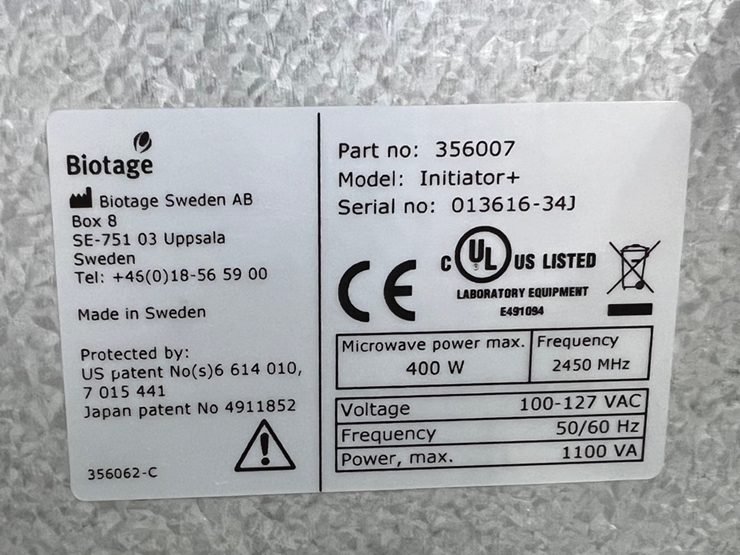 Biotage
Biotage Sweden AB
Box 8
SE-751 03 Uppsala
Sweden
Tel: +46(0)18-56 59 00
Made in Sweden
Protected by:
US patent No(s)6 614 010,
7 015 441
Japan patent No 4911852
356062-C
Part no: 356007
Model: Initiator+
Serial no: 013616-34J
CE
C UL US LISTED
LABORATORY EQUIPMENT
E491094
Microwave power max. Frequency
400 W 2450 MHz
Voltage 100-127 VAC
Frequency 50/60 Hz
Power, max. 1100 VA